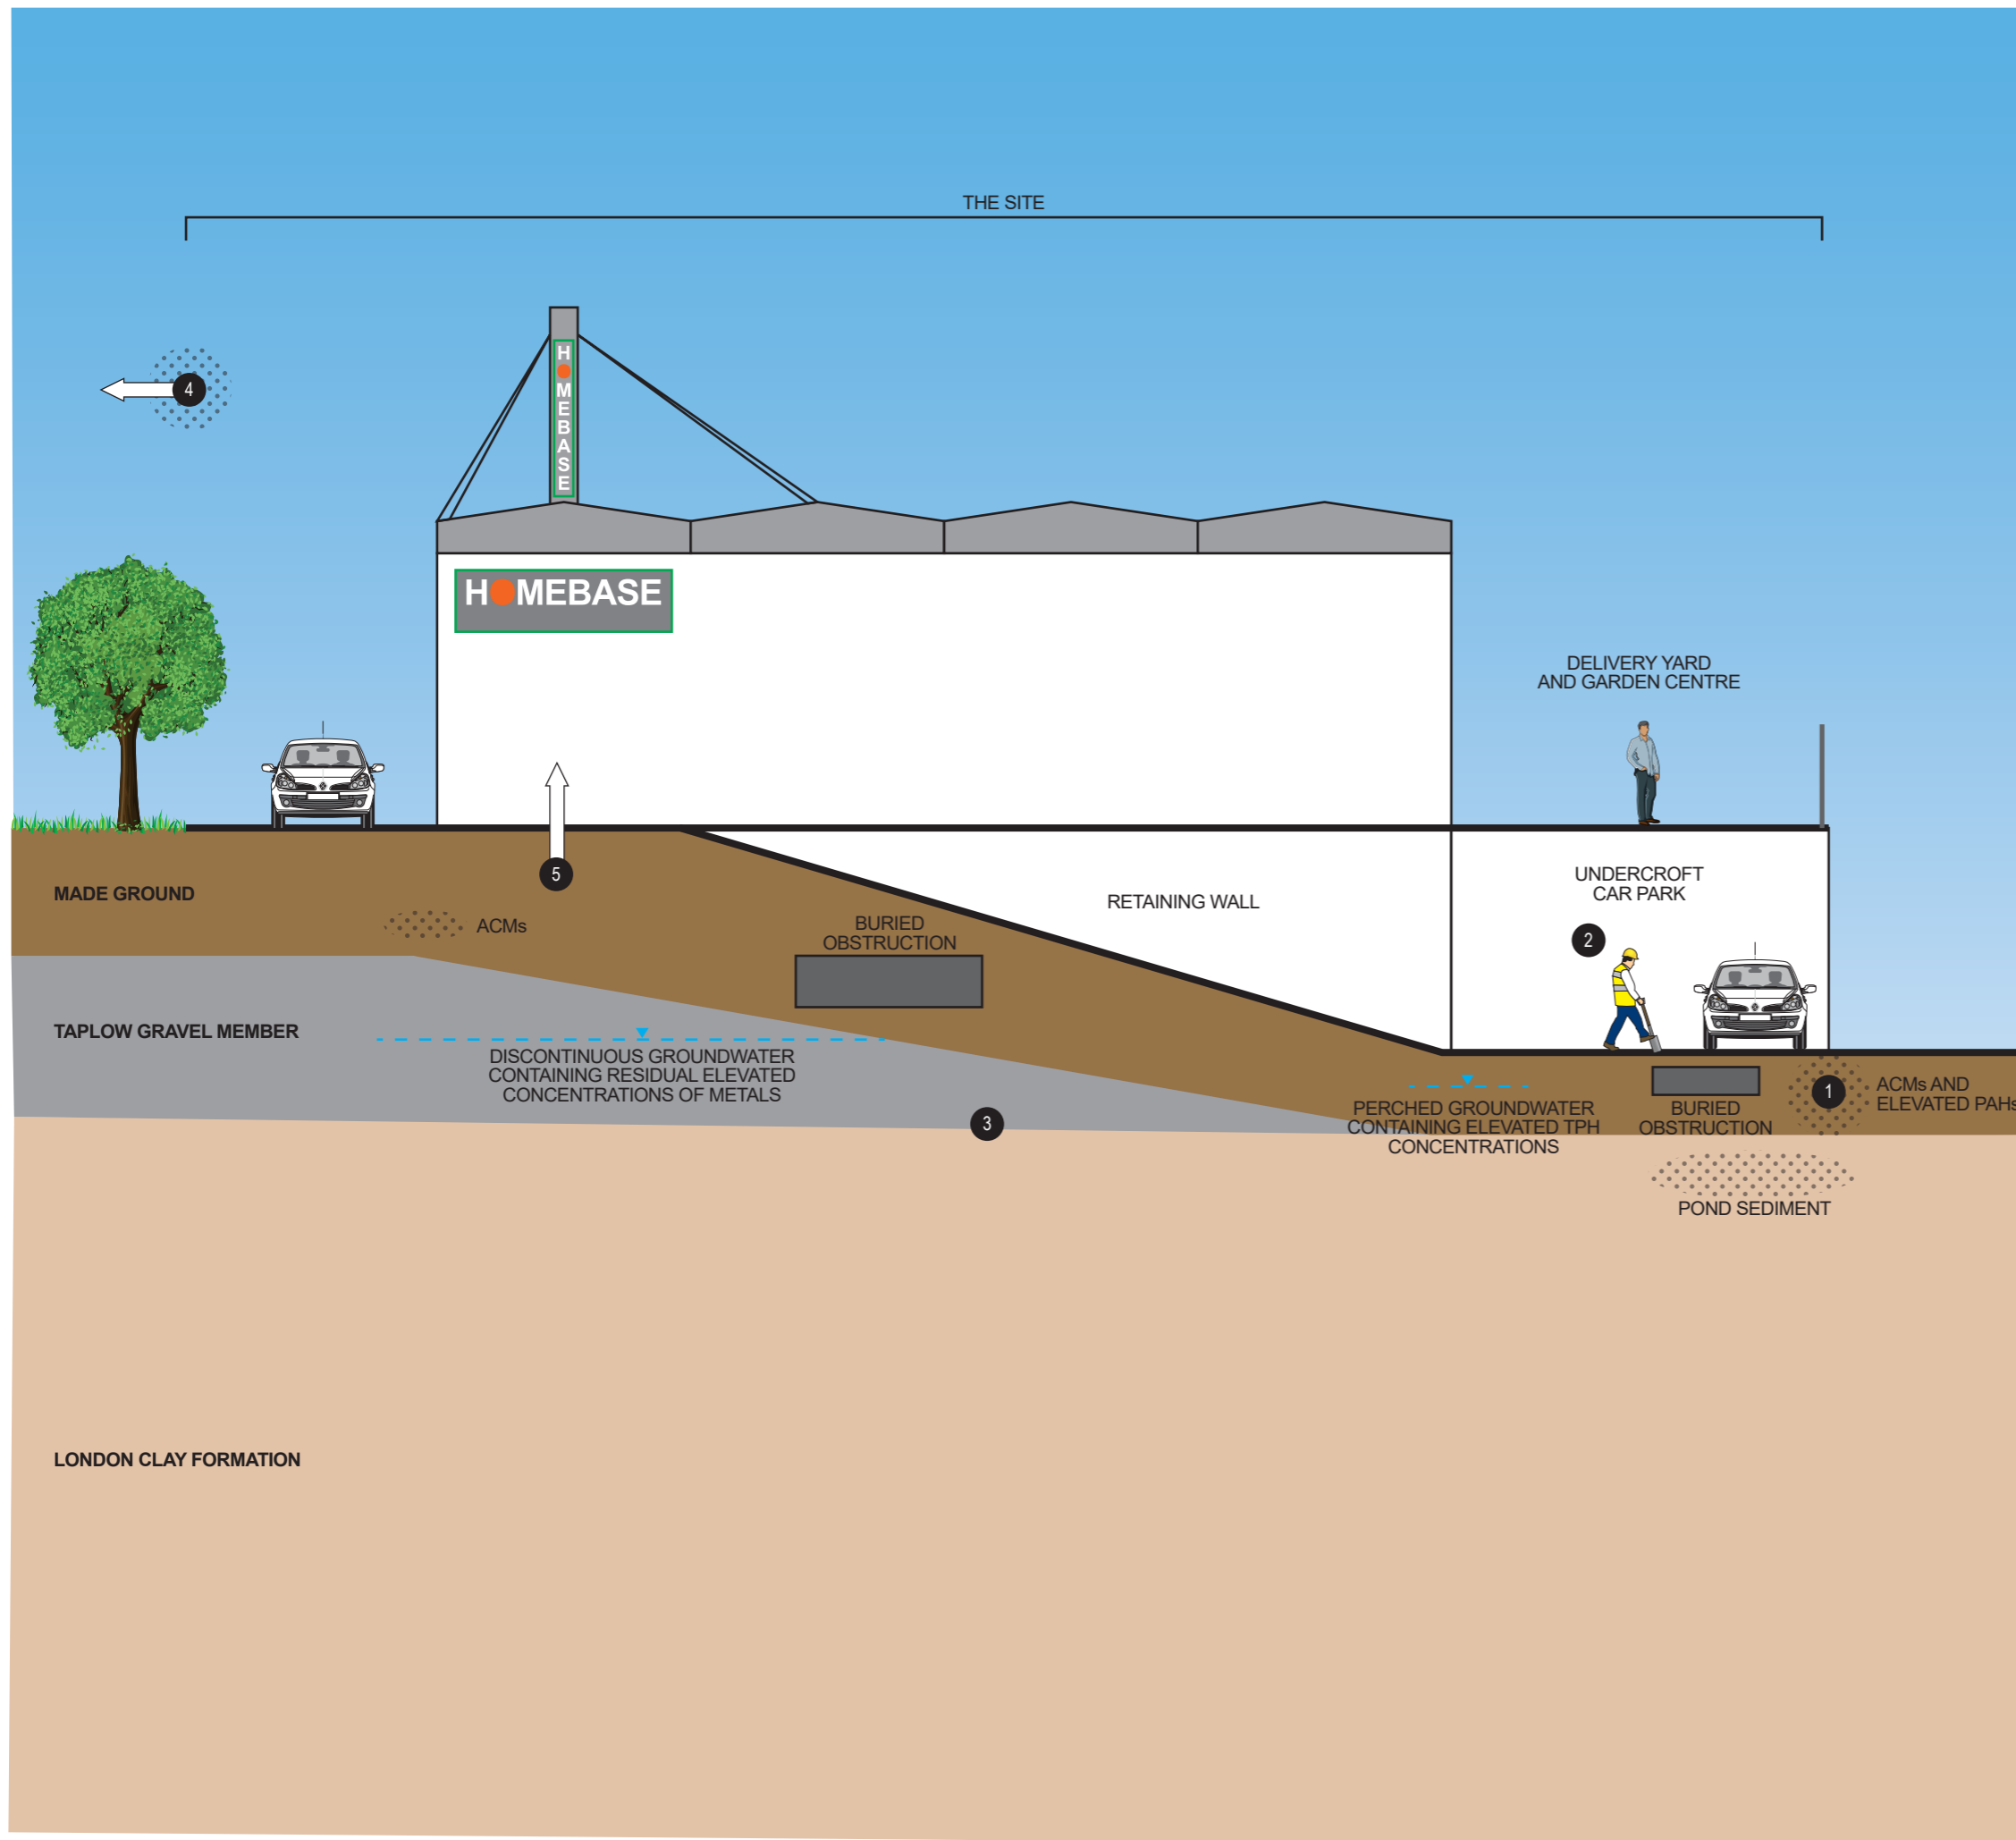 THE SITE
4
H●MEBASE
H●MEBASE
DELIVERY YARD
AND GARDEN CENTRE
5
MADE GROUND
ACMs
BURIED
OBSTRUCTION
RETAINING WALL
UNDERCROFT
CAR PARK
2
TAPLOW GRAVEL MEMBER
DISCONTINUOUS GROUNDWATER
CONTAINING RESIDUAL ELEVATED
CONCENTRATIONS OF METALS
3
PERCHED GROUNDWATER
CONTAINING ELEVATED TPH
CONCENTRATIONS
BURIED
OBSTRUCTION
1
ACMs AND
ELEVATED PAHs
POND SEDIMENT
LONDON CLAY FORMATION